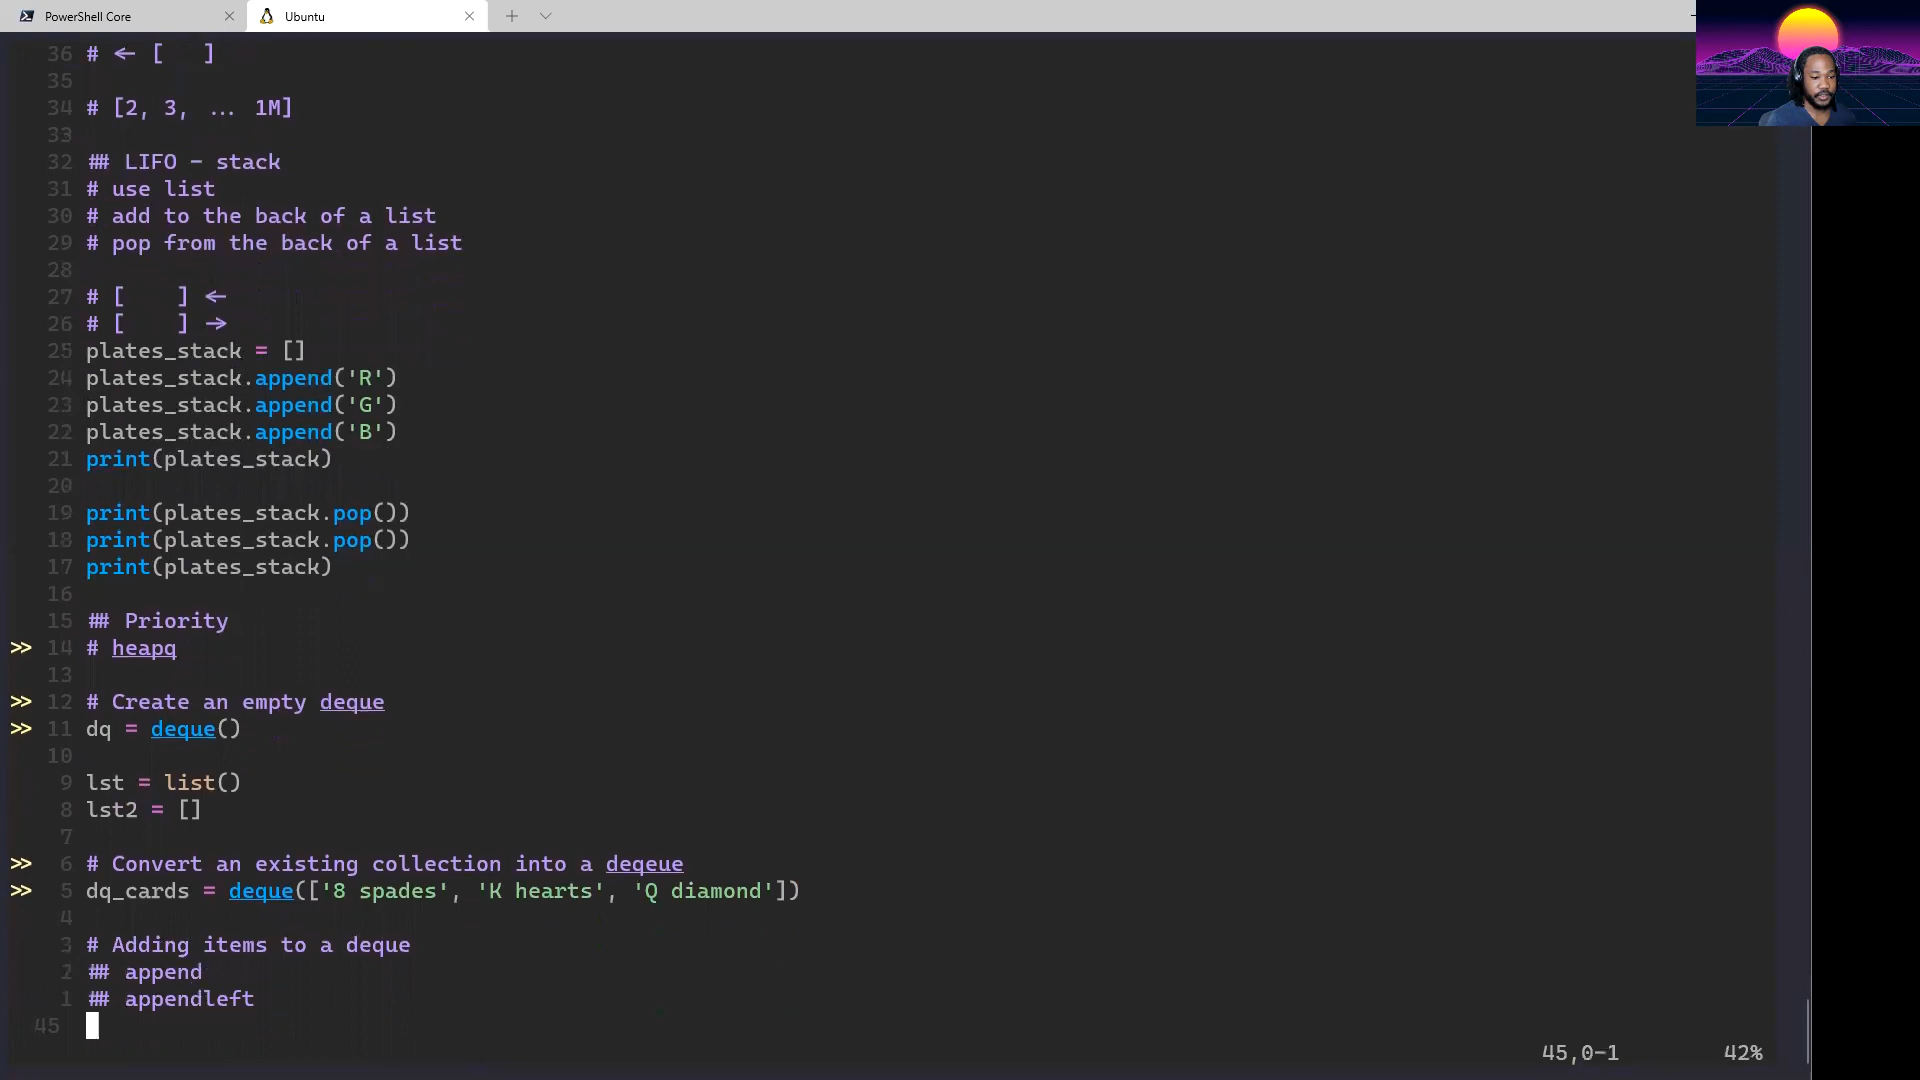 PowerShell Core
Ubuntu
36 # <- [   ]
35
34 # [2, 3, ... 1M]
33
32 ## LIFO - stack
31 # use list
30 # add to the back of a list
29 # pop from the back of a list
28
27 # [    ] <-
26 # [    ] ->
25 plates_stack = []
24 plates_stack.append('R')
23 plates_stack.append('G')
22 plates_stack.append('B')
21 print(plates_stack)
20
19 print(plates_stack.pop())
18 print(plates_stack.pop())
17 print(plates_stack)
16
15 ## Priority
>> 14 # heapq
13
>> 12 # Create an empty deque
>> 11 dq = deque()
10
9 lst = list()
8 lst2 = []
7
>> 6 # Convert an existing collection into a deqeue
>> 5 dq_cards = deque(['8 spades', 'K hearts', 'Q diamond'])
4
3 # Adding items to a deque
2 ## append
1 ## appendleft
45
45,0-1 42%